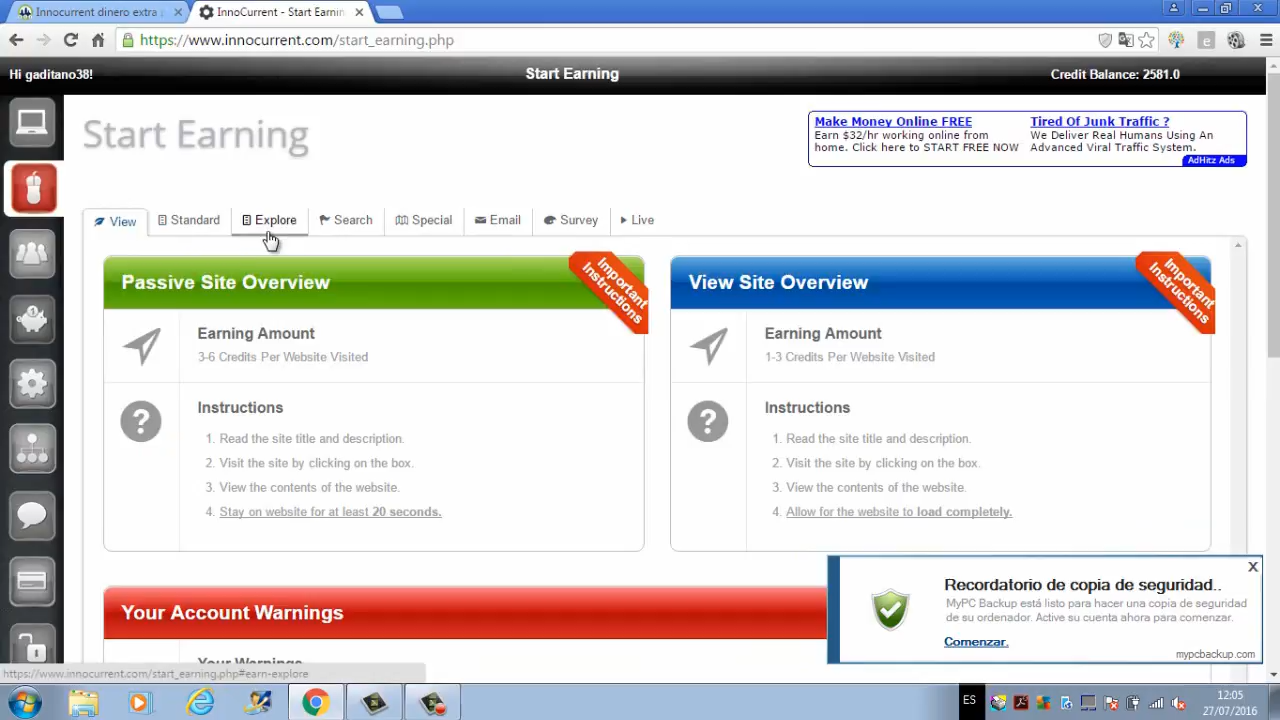 Innocurrent dinero extra
InnoCurrent - Start Earnin
https://www.innocurrent.com/start_earning.php
Hi gaditano38!
Start Earning
Credit Balance: 2581.0
Start Earning
Make Money Online FREE
Earn $32/hr working online from
home. Click here to START FREE NOW
Tired Of Junk Traffic ?
We Deliver Real Humans Using An
Advanced Viral Traffic System.
AdHitz Ads
View
Standard
Explore
Search
Special
Email
Survey
Live
Passive Site Overview
Important
Instructions
Earning Amount
3-6 Credits Per Website Visited
Instructions
1. Read the site title and description.
2. Visit the site by clicking on the box.
3. View the contents of the website.
4. Stay on website for at least 20 seconds.
View Site Overview
Important
Instructions
Earning Amount
1-3 Credits Per Website Visited
Instructions
1. Read the site title and description.
2. Visit the site by clicking on the box.
3. View the contents of the website.
4. Allow for the website to load completely.
Your Account Warnings
Your Warnings
Recordatorio de copia de seguridad..
MyPC Backup está listo para hacer una copia de seguridad
de su ordenador. Active su cuenta ahora para comenzar.
Comenzar.
mypcbackup.com
X
https://www.innocurrent.com/start_earning.php#earn-explore
ES
12:05
27/07/2016